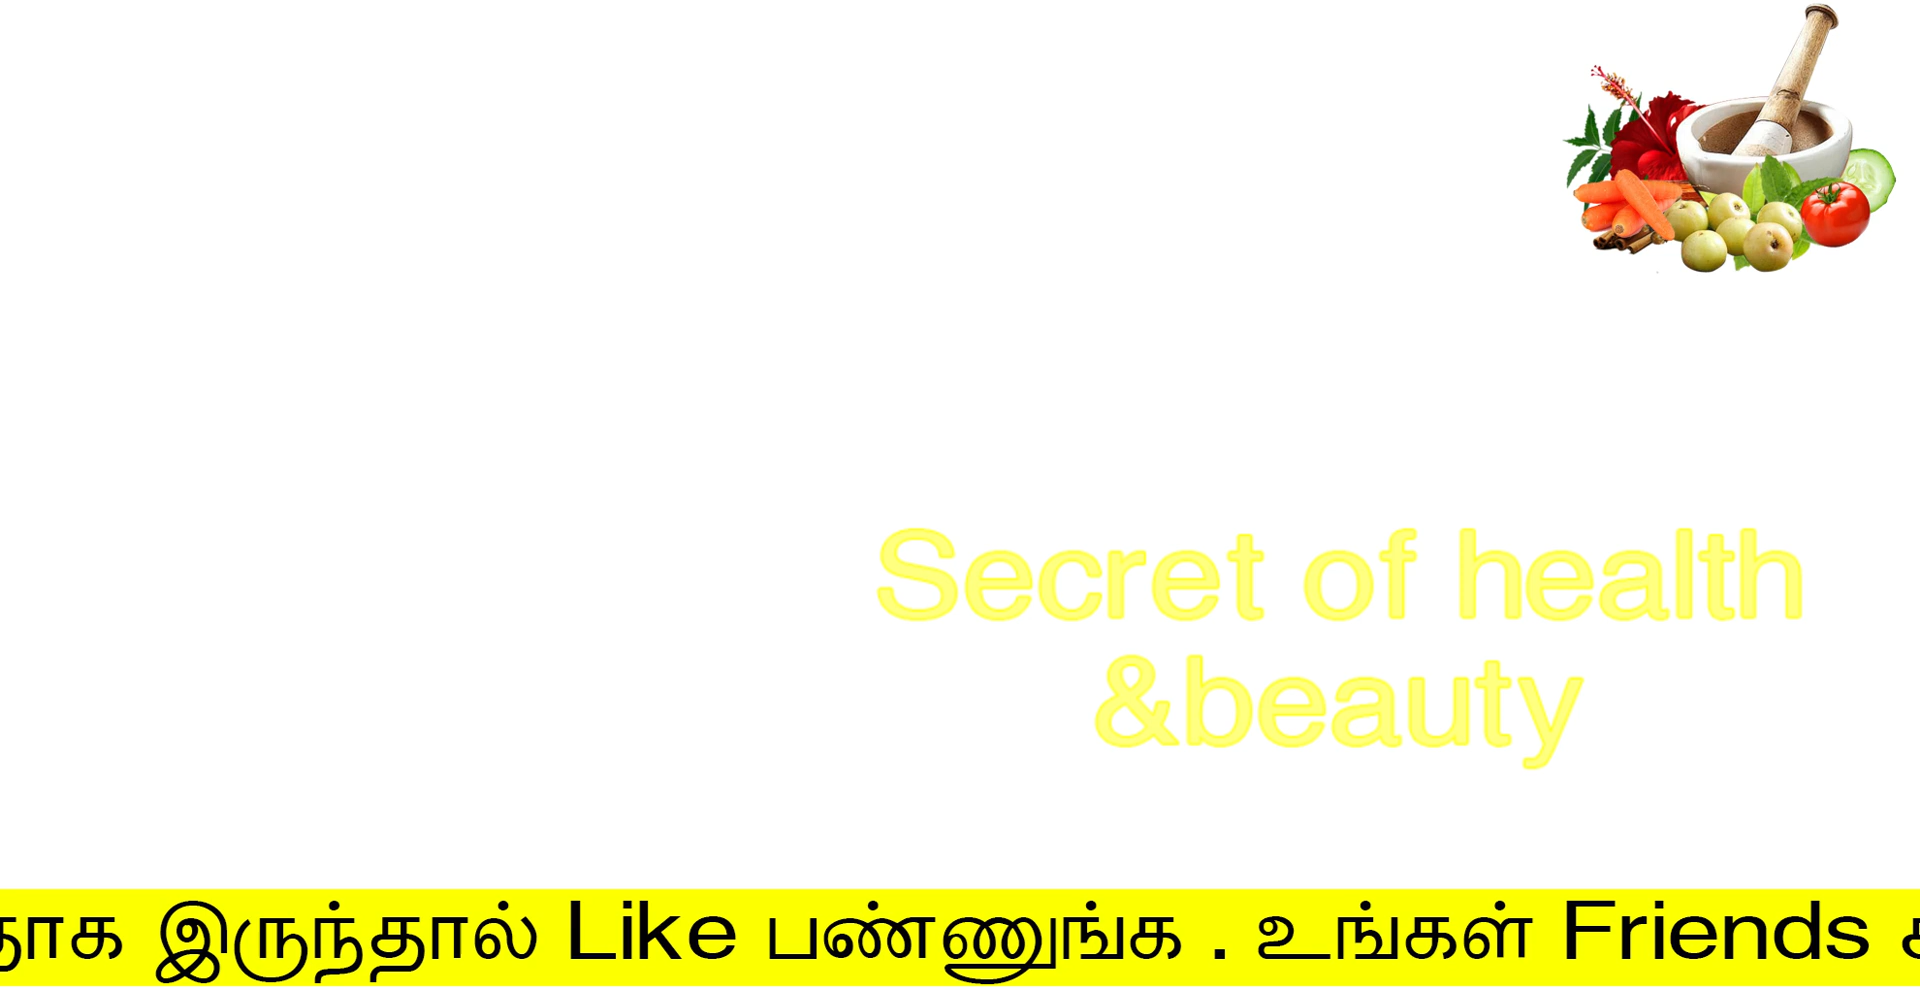 Secret of health
&beauty
இருந்தால் Like பண்ணுங்க . உங்கள் Friends